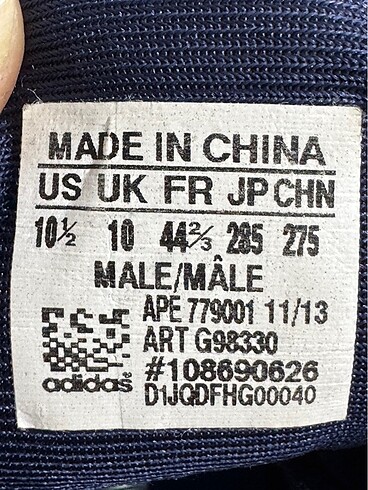 MADE IN CHINA
US UK FR JP CHN
10½ 10 44⅔ 285 275
MALE/MÂLE
APE 779001 11/13
ART G98330
#108690626
adidas
D1JQDFHG00040